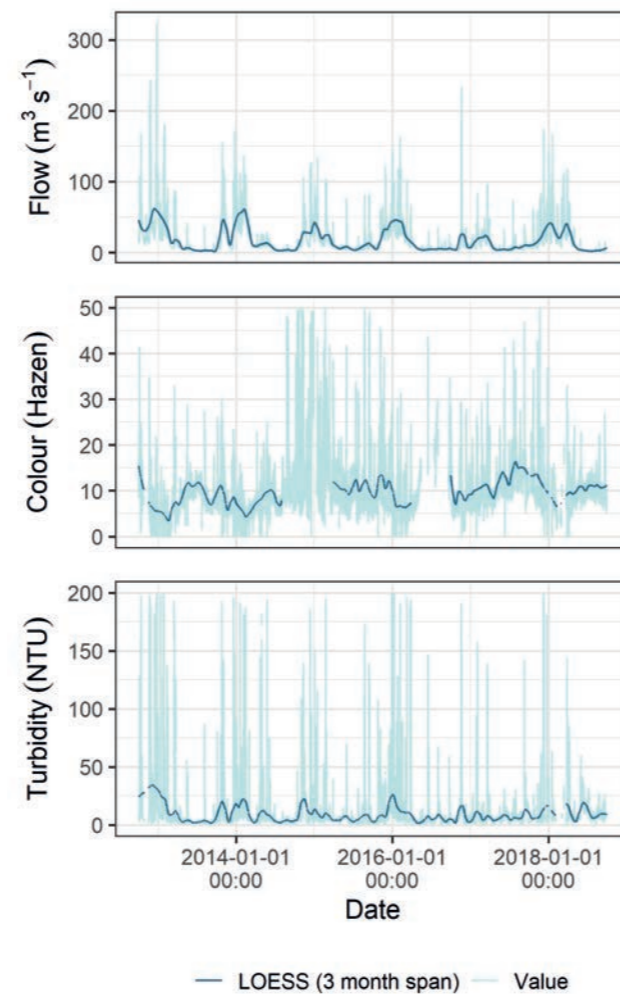 Flow (m³ s⁻¹)
300
200
100
0
Colour (Hazen)
50
40
30
20
10
0
Turbidity (NTU)
200
150
100
50
0
2014-01-01 2016-01-01 2018-01-01
00:00 00:00 00:00
Date
LOESS (3 month span) Value